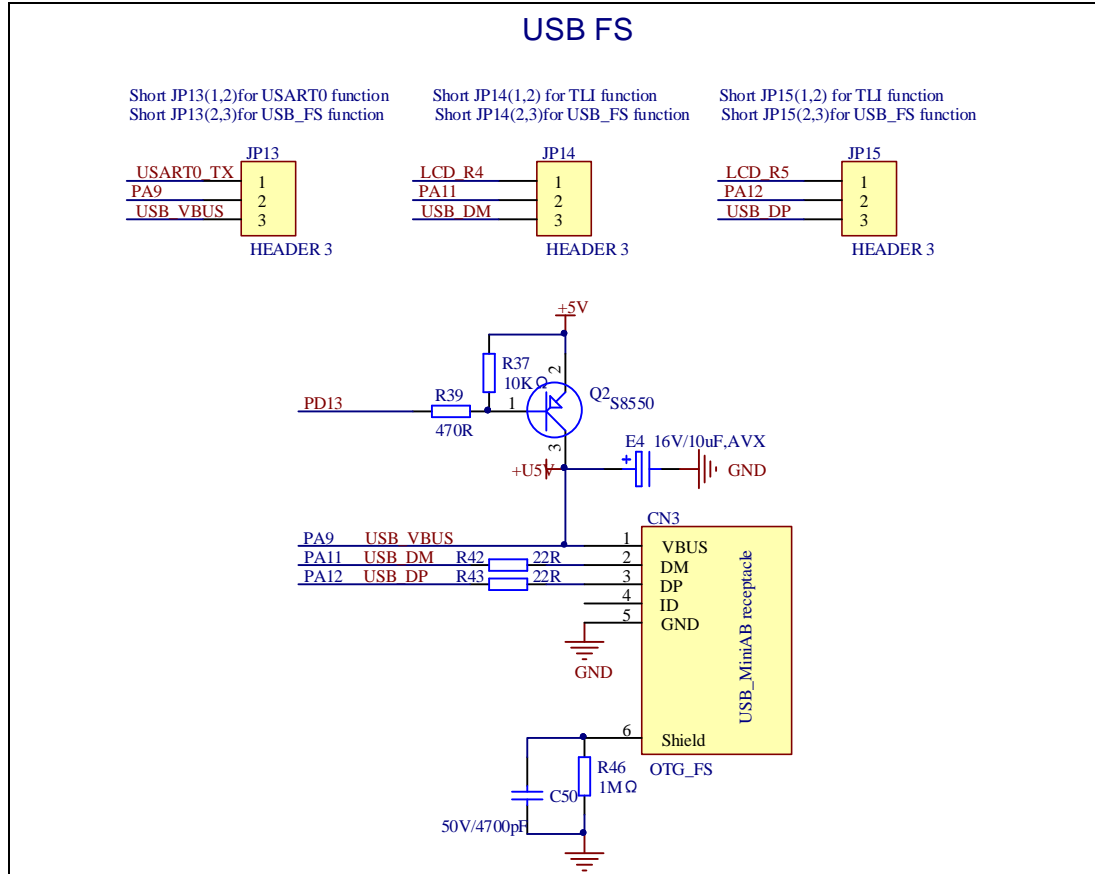 USB FS
Short JP13(1,2)for USART0 function
Short JP13(2,3)for USB_FS function
Short JP14(1,2) for TLI function
Short JP14(2,3)for USB_FS function
Short JP15(1,2) for TLI function
Short JP15(2,3)for USB_FS function
JP13
USART0_TX 1
PA9 2
USB_VBUS 3
HEADER 3
JP14
LCD_R4 1
PA11 2
USB_DM 3
HEADER 3
JP15
LCD_R5 1
PA12 2
USB_DP 3
HEADER 3
+5V
R37
10KΩ
2
PD13
R39
470R
1
Q2
S8550
3
+U5V
+
E4 16V/10uF,AVX
GND
CN3
PA9 USB_VBUS 1 VBUS
PA11 USB_DM R42 22R 2 DM
PA12 USB_DP R43 22R 3 DP
4 ID
5 GND
GND
USB_MiniAB receptacle
6 Shield
OTG_FS
R46
1MΩ
C50
50V/4700pF